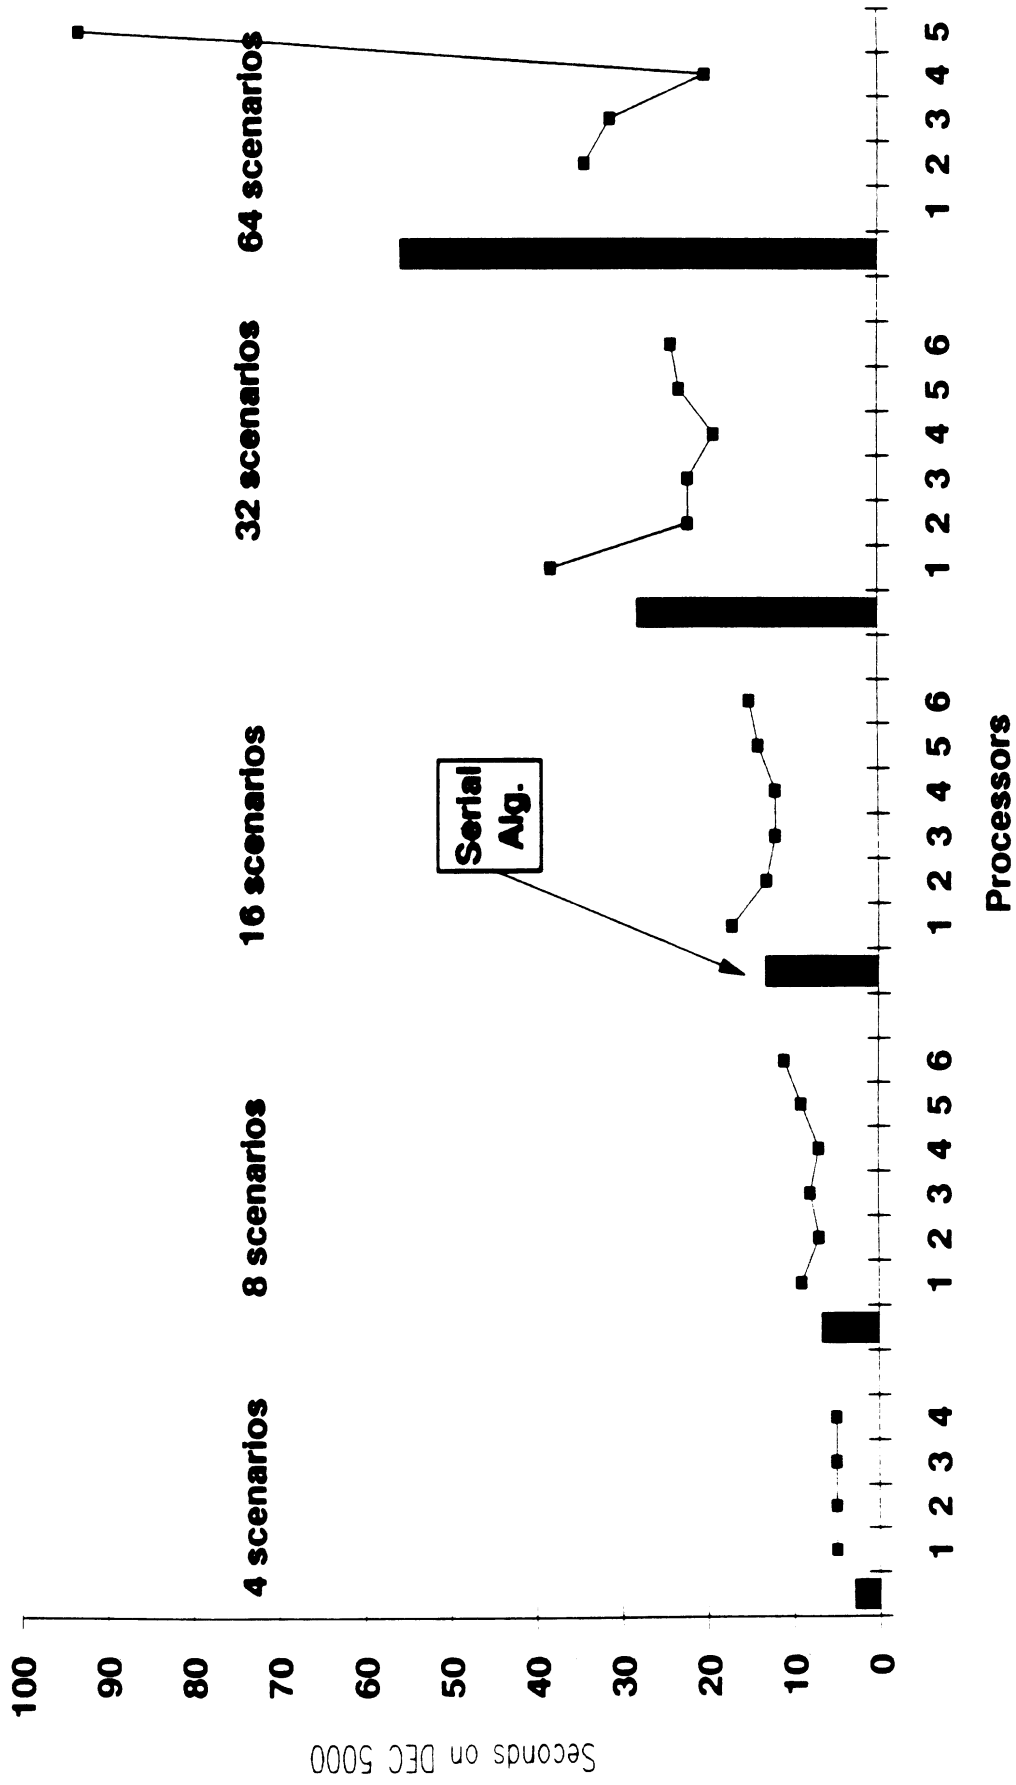 4 scenarios
8 scenarios
16 scenarios
32 scenarios
64 scenarios
Serial
Alg.
Seconds on DEC 5000
100
90
80
70
60
50
40
30
20
10
0
1 2 3 4
1 2 3 4 5 6
1 2 3 4 5 6
1 2 3 4 5 6
1 2 3 4 5
Processors